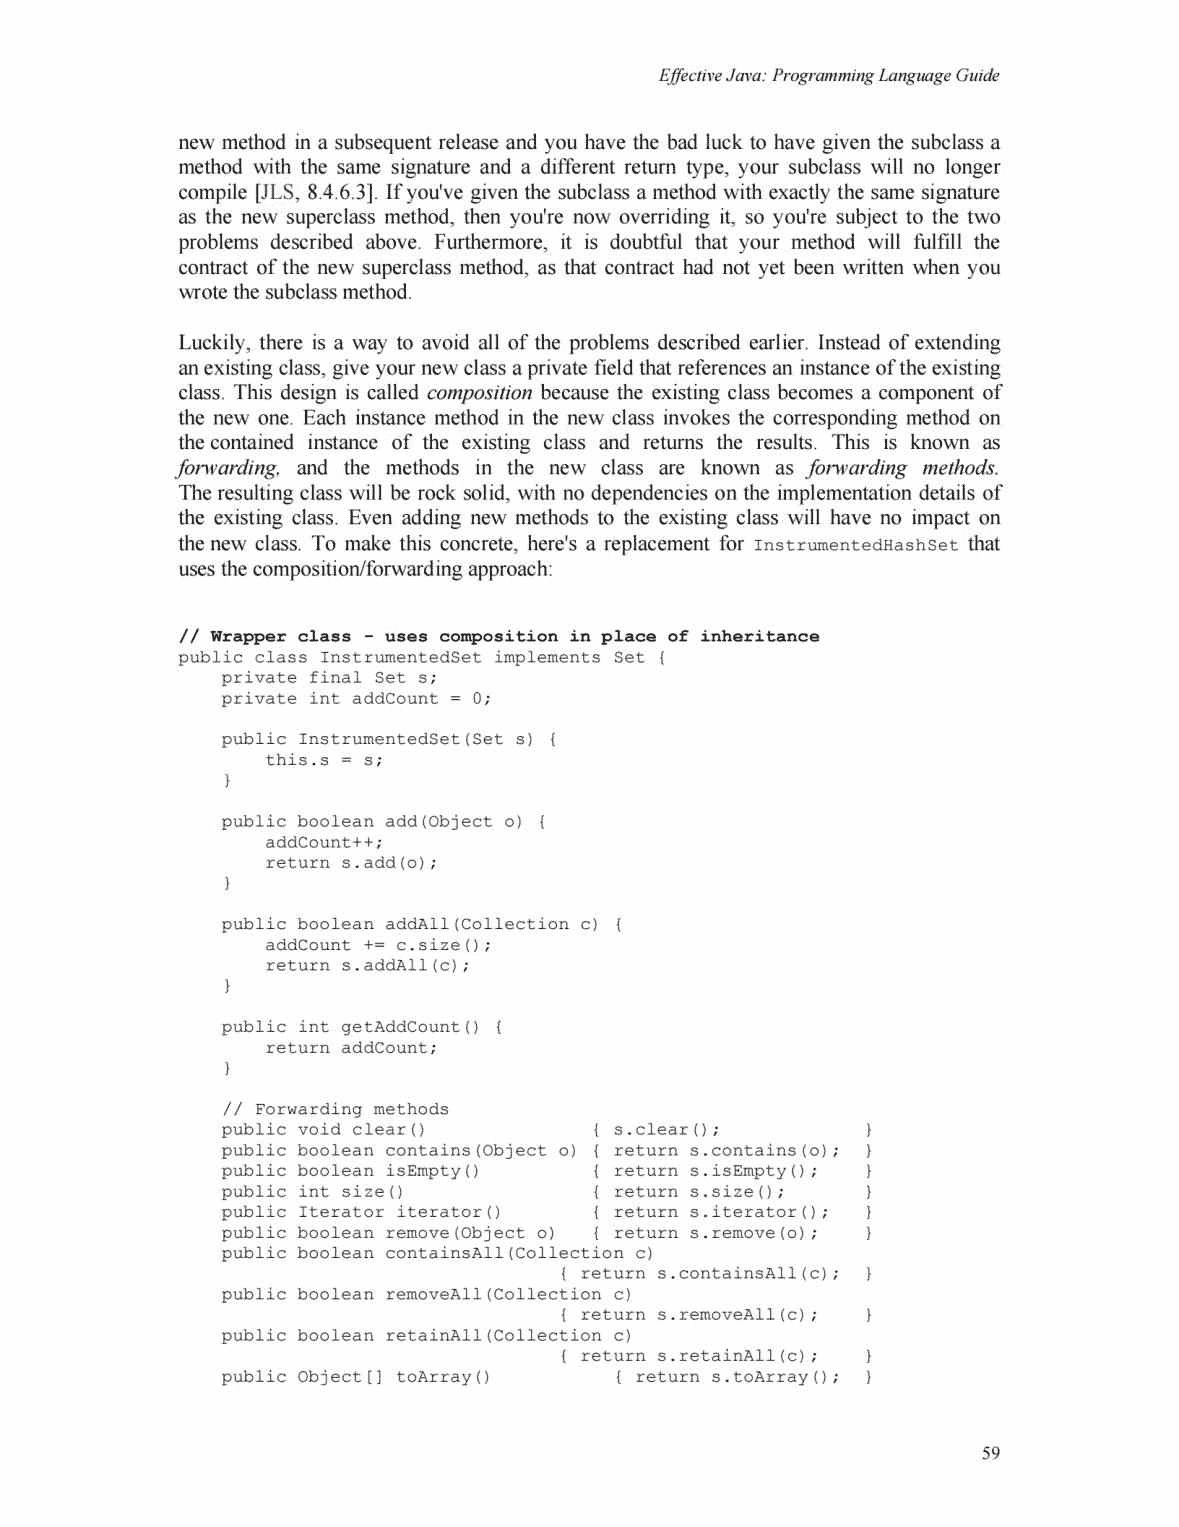 Effective Java: Programming Language Guide
new method in a subsequent release and you have the bad luck to have given the subclass a
method with the same signature and a different return type, your subclass will no longer
compile [JLS, 8.4.6.3]. If you've given the subclass a method with exactly the same signature
as the new superclass method, then you're now overriding it, so you're subject to the two
problems described above. Furthermore, it is doubtful that your method will fulfill the
contract of the new superclass method, as that contract had not yet been written when you
wrote the subclass method.
Luckily, there is a way to avoid all of the problems described earlier. Instead of extending
an existing class, give your new class a private field that references an instance of the existing
class. This design is called composition because the existing class becomes a component of
the new one. Each instance method in the new class invokes the corresponding method on
the contained instance of the existing class and returns the results. This is known as
forwarding, and the methods in the new class are known as forwarding methods.
The resulting class will be rock solid, with no dependencies on the implementation details of
the existing class. Even adding new methods to the existing class will have no impact on
the new class. To make this concrete, here's a replacement for InstrumentedHashSet that
uses the composition/forwarding approach:
// Wrapper class - uses composition in place of inheritance
public class InstrumentedSet implements Set {
    private final Set s;
    private int addCount = 0;
    public InstrumentedSet(Set s) {
        this.s = s;
    }
    public boolean add(Object o) {
        addCount++;
        return s.add(o);
    }
    public boolean addAll(Collection c) {
        addCount += c.size();
        return s.addAll(c);
    }
    public int getAddCount() {
        return addCount;
    }
    // Forwarding methods
    public void clear()               { s.clear();             }
    public boolean contains(Object o) { return s.contains(o);  }
    public boolean isEmpty()          { return s.isEmpty();    }
    public int size()                 { return s.size();       }
    public Iterator iterator()        { return s.iterator();   }
    public boolean remove(Object o)   { return s.remove(o);    }
    public boolean containsAll(Collection c)
                                   { return s.containsAll(c);  }
    public boolean removeAll(Collection c)
                                   { return s.removeAll(c);    }
    public boolean retainAll(Collection c)
                                   { return s.retainAll(c);    }
    public Object[] toArray()           { return s.toArray();  }
59